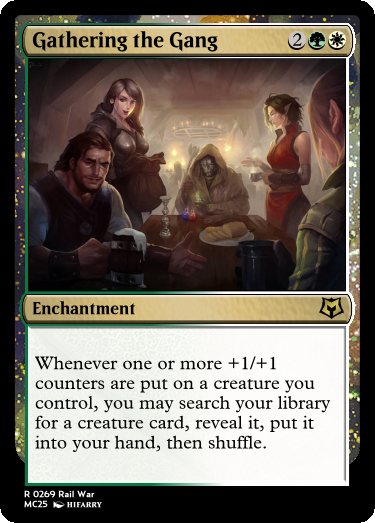 Gathering the Gang 2
Enchantment
Whenever one or more +1/+1
counters are put on a creature you
control, you may search your library
for a creature card, reveal it, put it
into your hand, then shuffle.
R 0269 Rail War
MC25 HIFARRY